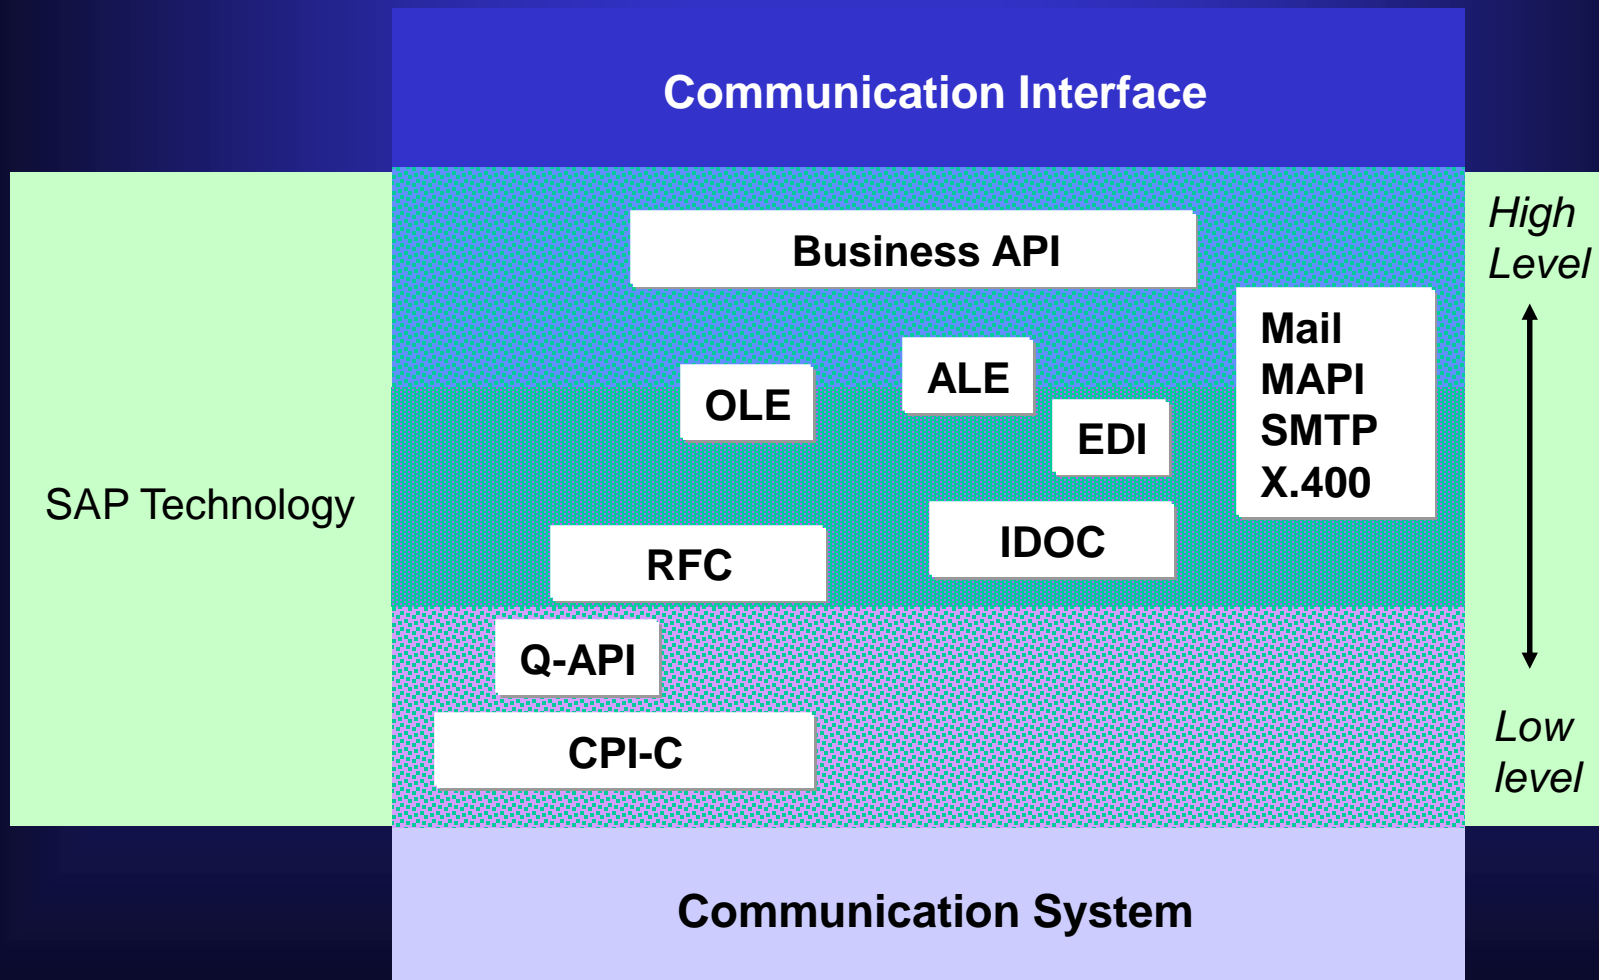 Communication Interface
High
Level
Business API
Mail
MAPI
SMTP
X.400
ALE
OLE
EDI
SAP Technology
IDOC
RFC
Q-API
CPI-C
Low
level
Communication System